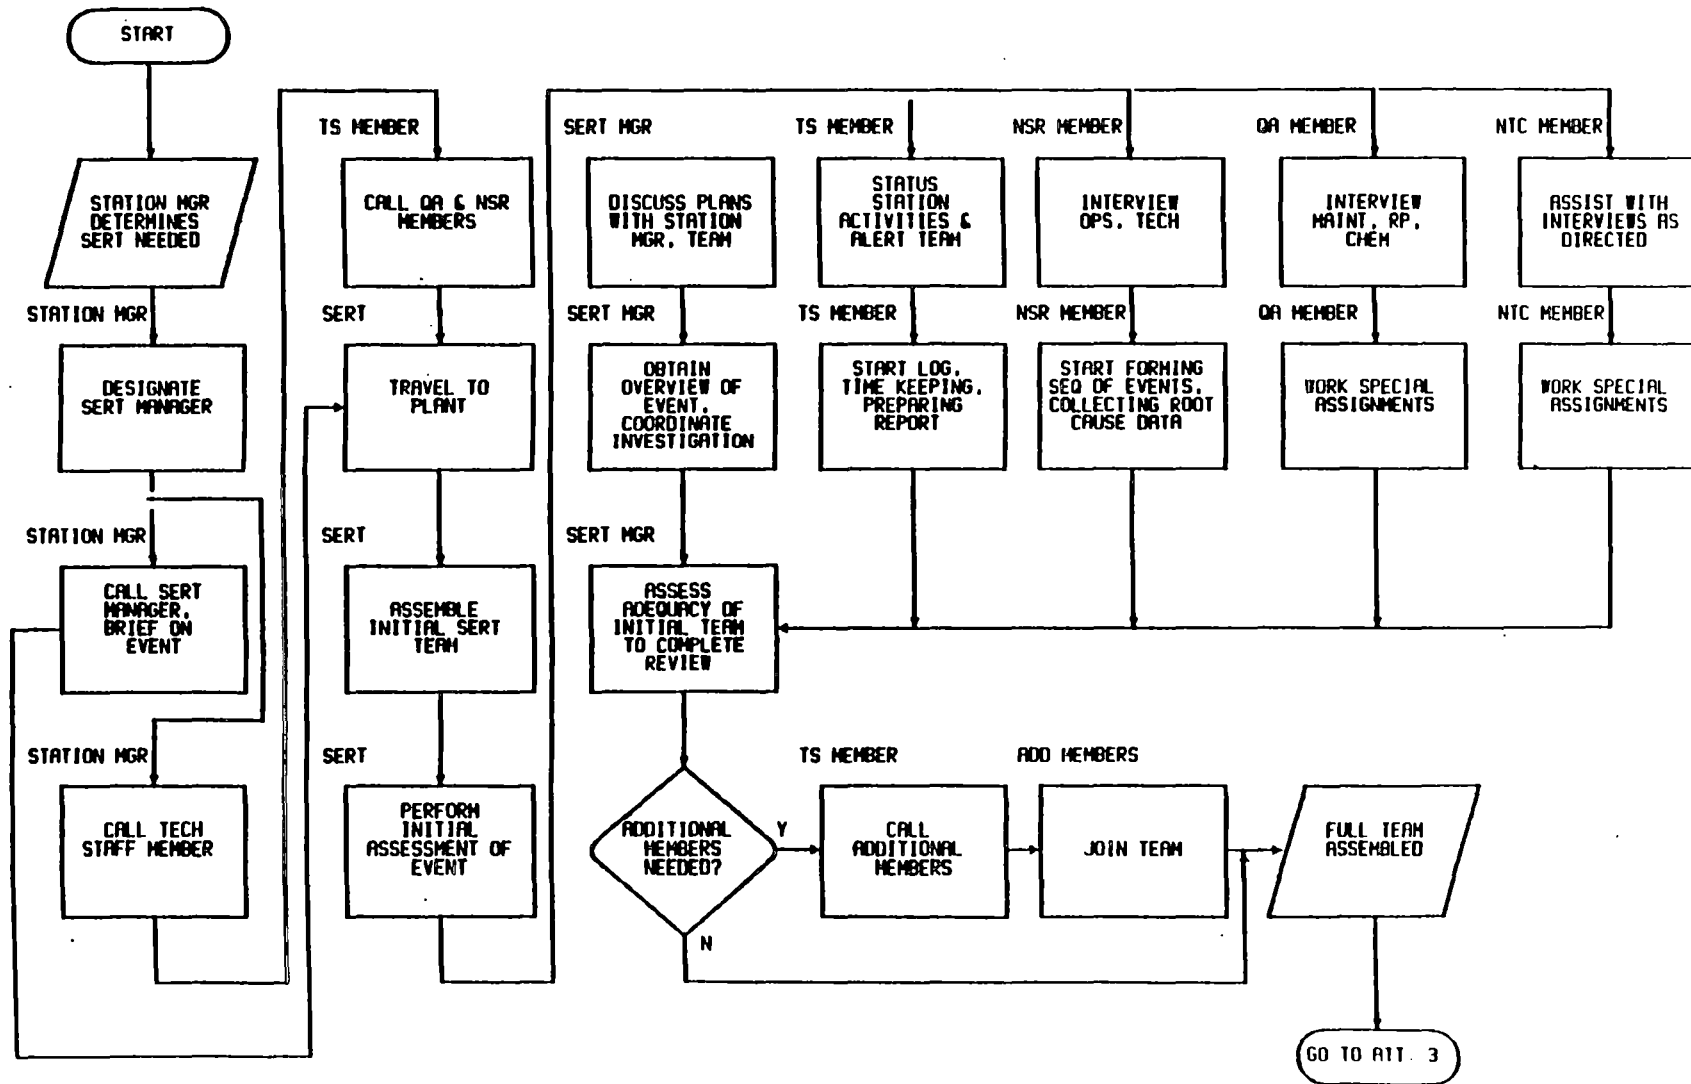 START
STATION MGR
DETERMINES
SERT NEEDED
STATION MGR
DESIGNATE
SERT MANAGER
STATION MGR
CALL SERT
MANAGER,
BRIEF ON
EVENT
STATION MGR
CALL TECH
STAFF MEMBER
TS MEMBER
CALL QA & NSR
MEMBERS
SERT
TRAVEL TO
PLANT
SERT
ASSEMBLE
INITIAL SERT
TEAM
SERT
PERFORM
INITIAL
ASSESSMENT OF
EVENT
SERT MGR
DISCUSS PLANS
WITH STATION
MGR, TEAM
SERT MGR
OBTAIN
OVERVIEW OF
EVENT,
COORDINATE
INVESTIGATION
SERT MGR
ASSESS
ADEQUACY OF
INITIAL TEAM
TO COMPLETE
REVIEW
ADDITIONAL
MEMBERS
NEEDED?
Y
N
TS MEMBER
STATUS
STATION
ACTIVITIES &
ALERT TEAM
TS MEMBER
START LOG,
TIME KEEPING,
PREPARING
REPORT
TS MEMBER
CALL
ADDITIONAL
MEMBERS
NSR MEMBER
INTERVIEW
OPS, TECH
NSR MEMBER
START FORMING
SEQ OF EVENTS,
COLLECTING ROOT
CAUSE DATA
ADD MEMBERS
JOIN TEAM
QA MEMBER
INTERVIEW
MAINT, RP,
CHEM
QA MEMBER
WORK SPECIAL
ASSIGNMENTS
FULL TEAM
ASSEMBLED
GO TO ATT. 3
NTC MEMBER
ASSIST WITH
INTERVIEWS AS
DIRECTED
NTC MEMBER
WORK SPECIAL
ASSIGNMENTS